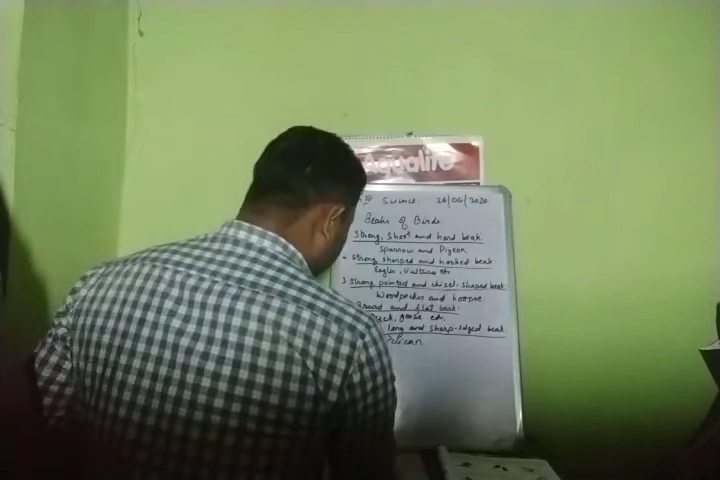 Aqualite
IV Science 26/06/2020
Beaks of Birds
Strong, short and hard beak
Sparrow and Pigeon
Strong sharped and hooked beak
Eagle, Vulture etc
3. Strong, pointed and chisel-shaped beak
Woodpecker and hoopoe
Broad and flat beak:
Duck, goose etc.
long and sharp-edged beak
Pelican